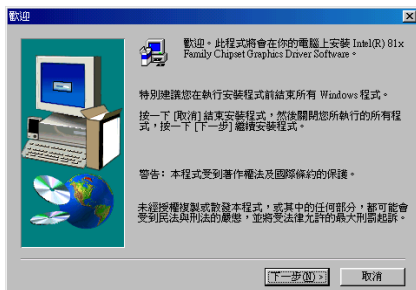 歡迎
歡迎。此程式將會在你的電腦上安裝 Intel(R) 81x
Family Chipset Graphics Driver Software。
特別建議您在執行安裝程式前結束所有 Windows 程式。
按一下 [取消] 結束安裝程式，然後關閉您所執行的所有程
式，按一下 [下一步] 繼續安裝程式。
警告: 本程式受到著作權法及國際條約的保護。
未經授權複製或散發本程式，或其中的任何部分，都可能會
受到民法與刑法的嚴懲，並將受法律允許的最大刑罰起訴。
下一步(N) >
取消